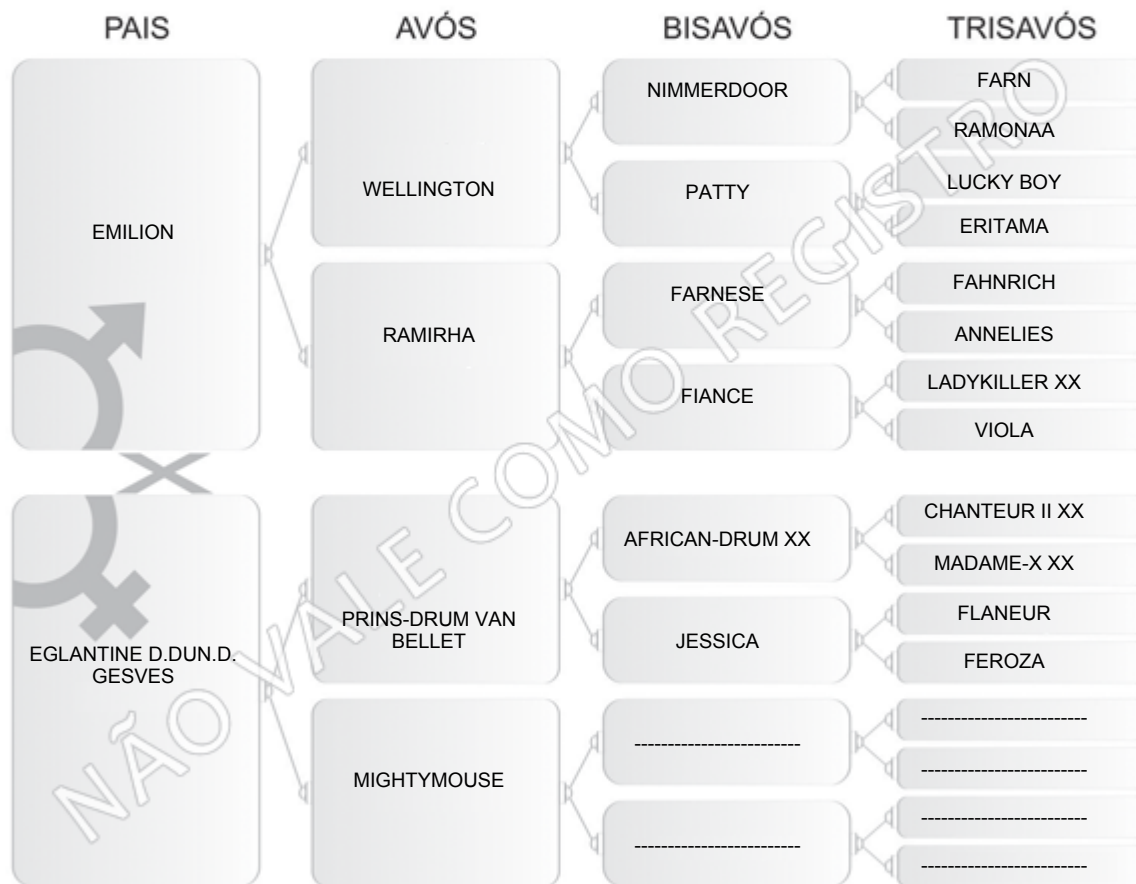 PAIS
AVÓS
BISAVÓS
TRISAVÓS
EMILION
WELLINGTON
NIMMERDOOR
FARN
RAMONAA
PATTY
LUCKY BOY
ERITAMA
RAMIRHA
FARNESE
FAHNRICH
ANNELIES
FIANCE
LADYKILLER XX
VIOLA
EGLANTINE D.DUN.D.
GESVES
PRINS-DRUM VAN
BELLET
AFRICAN-DRUM XX
CHANTEUR II XX
MADAME-X XX
JESSICA
FLANEUR
FEROZA
MIGHTYMOUSE
-------------------------
-------------------------
-------------------------
-------------------------
-------------------------
-------------------------
NÃO VALE COMO REGISTRO